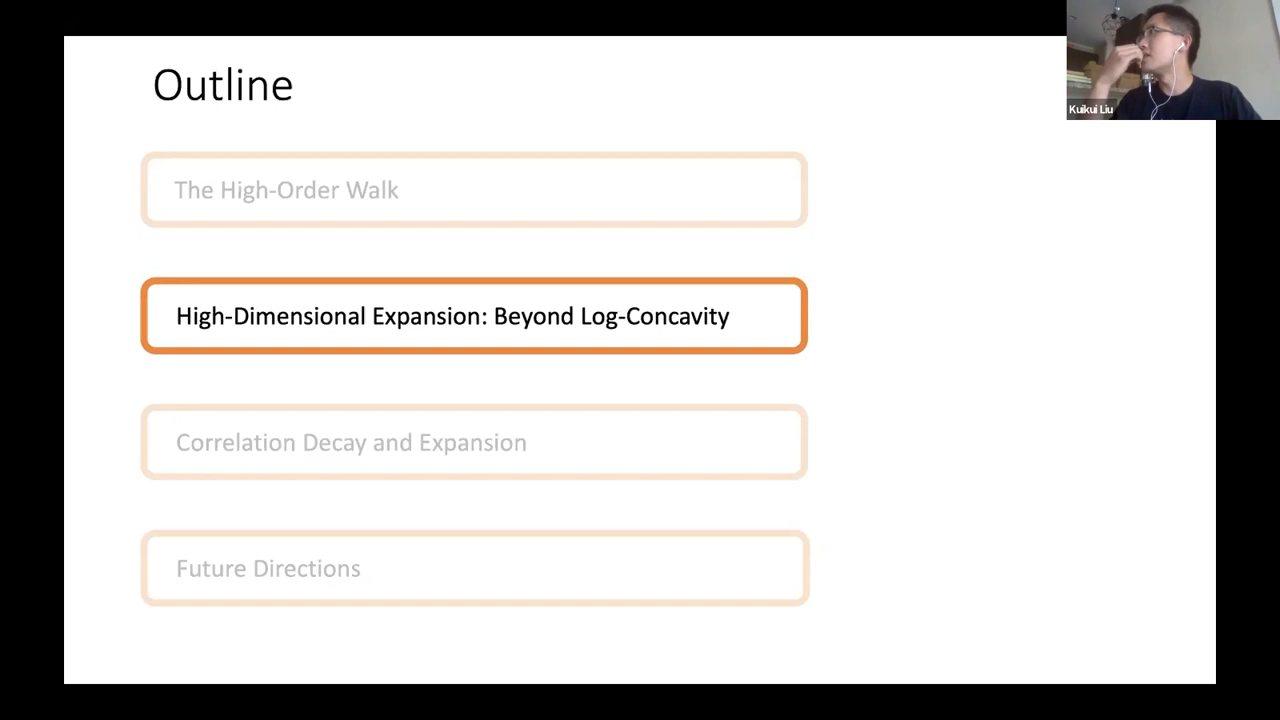 Outline
Kuikui Liu
The High-Order Walk
High-Dimensional Expansion: Beyond Log-Concavity
Correlation Decay and Expansion
Future Directions